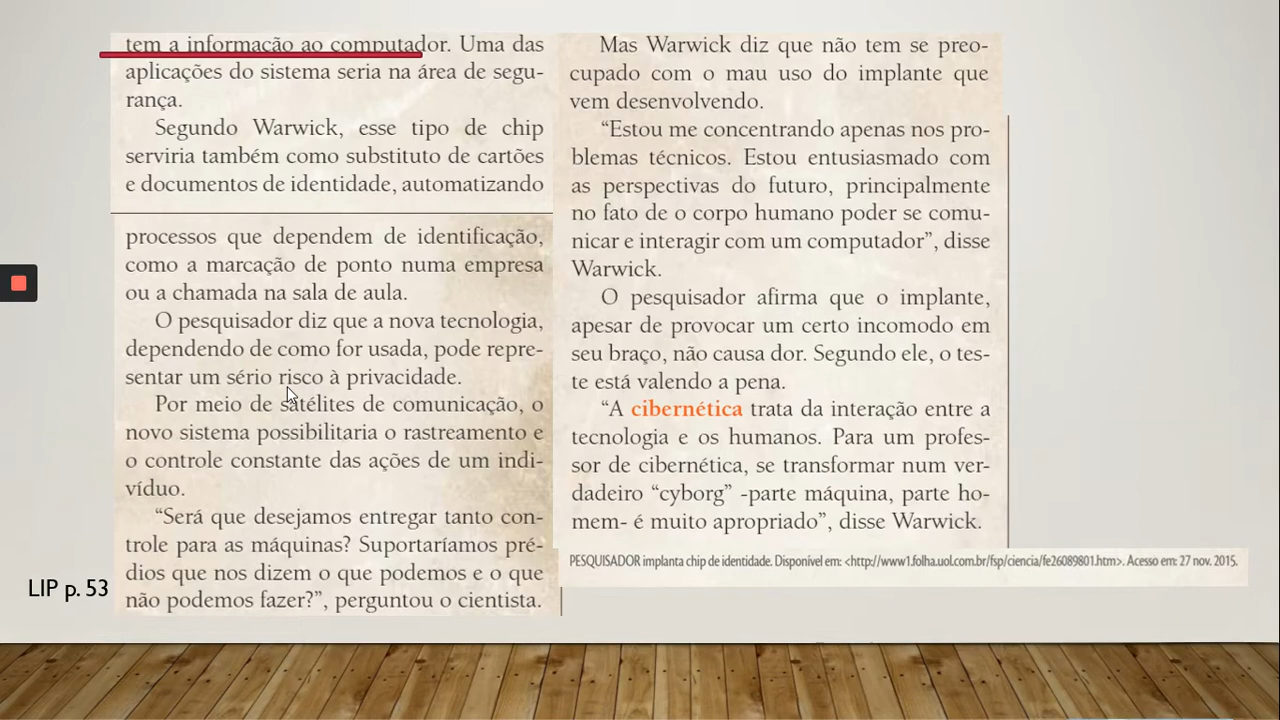 tem a informação ao computador. Uma das
aplicações do sistema seria na área de segu-
rança.
Segundo Warwick, esse tipo de chip
serviria também como substituto de cartões
e documentos de identidade, automatizando
processos que dependem de identificação,
como a marcação de ponto numa empresa
ou a chamada na sala de aula.
O pesquisador diz que a nova tecnologia,
dependendo de como for usada, pode repre-
sentar um sério risco à privacidade.
Por meio de satélites de comunicação, o
novo sistema possibilitaria o rastreamento e
o controle constante das ações de um indi-
víduo.
“Será que desejamos entregar tanto con-
trole para as máquinas? Suportaríamos pré-
dios que nos dizem o que podemos e o que
não podemos fazer?”, perguntou o cientista.
Mas Warwick diz que não tem se preo-
cupado com o mau uso do implante que
vem desenvolvendo.
“Estou me concentrando apenas nos pro-
blemas técnicos. Estou entusiasmado com
as perspectivas do futuro, principalmente
no fato de o corpo humano poder se comu-
nicar e interagir com um computador”, disse
Warwick.
O pesquisador afirma que o implante,
apesar de provocar um certo incomodo em
seu braço, não causa dor. Segundo ele, o tes-
te está valendo a pena.
“A cibernética trata da interação entre a
tecnologia e os humanos. Para um profes-
sor de cibernética, se transformar num ver-
dadeiro “cyborg” -parte máquina, parte ho-
mem- é muito apropriado”, disse Warwick.
PESQUISADOR implanta chip de identidade. Disponível em: <http://www1.folha.uol.com.br/fsp/ciencia/fe26089801.htm>. Acesso em: 27 nov. 2015.
LIP p. 53